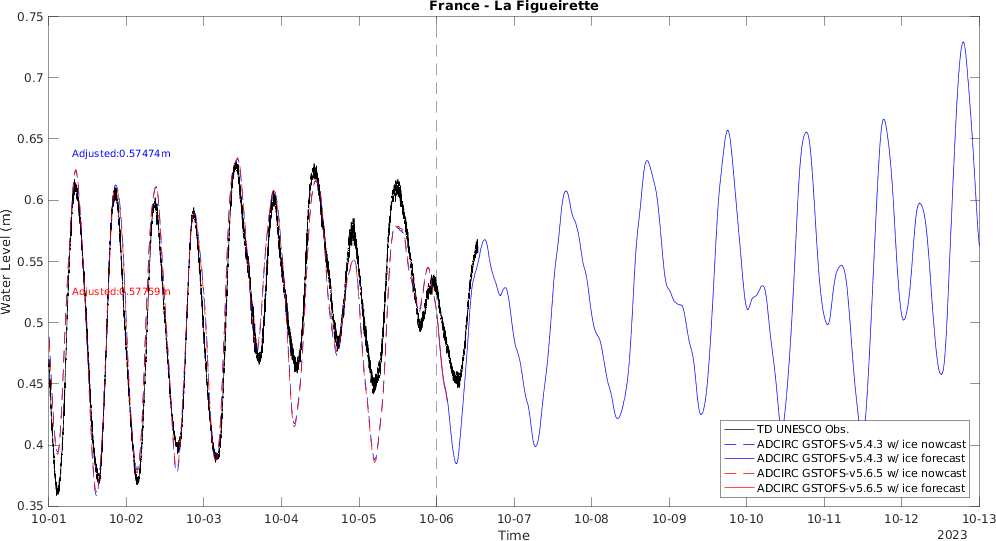 France - La Figueirette
0.75
0.7
0.65
0.6
0.55
0.5
0.45
0.4
0.35
Water Level (m)
Adjusted:0.57474m
Adjusted:0.57759m
TD UNESCO Obs.
ADCIRC GSTOFS-v5.4.3 w/ ice nowcast
ADCIRC GSTOFS-v5.4.3 w/ ice forecast
ADCIRC GSTOFS-v5.6.5 w/ ice nowcast
ADCIRC GSTOFS-v5.6.5 w/ ice forecast
10-01 10-02 10-03 10-04 10-05 10-06 10-07 10-08 10-09 10-10 10-11 10-12 10-13
Time
2023